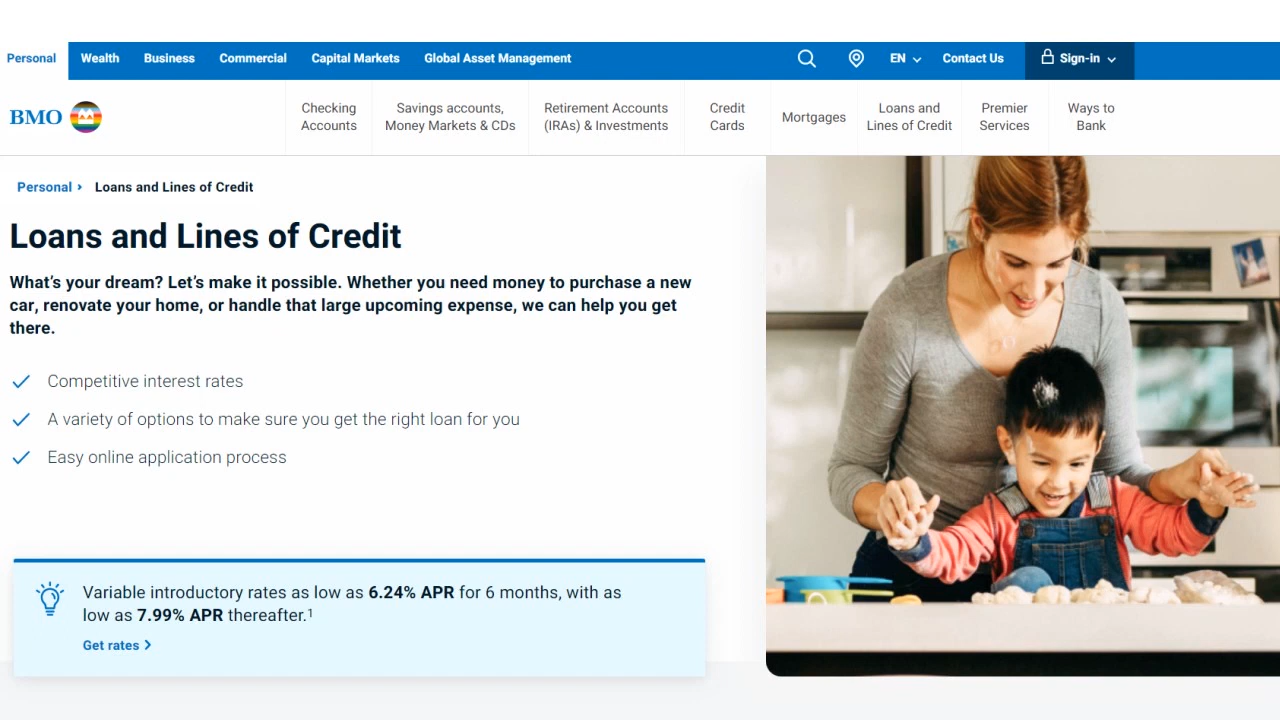 Personal Wealth Business Commercial Capital Markets Global Asset Management EN Contact Us Sign-in
BMO
Checking
Accounts
Savings accounts,
Money Markets & CDs
Retirement Accounts
(IRAs) & Investments
Credit
Cards
Mortgages
Loans and
Lines of Credit
Premier
Services
Ways to
Bank
Personal › Loans and Lines of Credit
Loans and Lines of Credit
What's your dream? Let's make it possible. Whether you need money to purchase a new
car, renovate your home, or handle that large upcoming expense, we can help you get
there.
Competitive interest rates
A variety of options to make sure you get the right loan for you
Easy online application process
Variable introductory rates as low as 6.24% APR for 6 months, with as
low as 7.99% APR thereafter.¹
Get rates ›